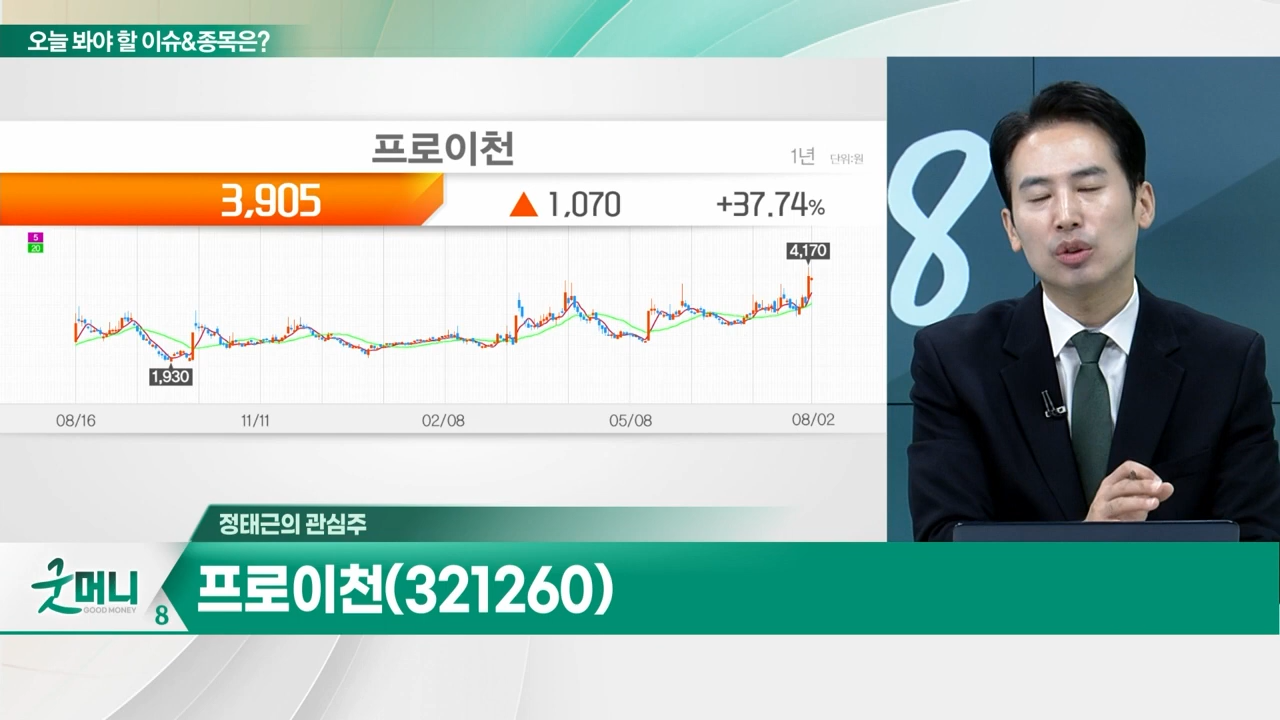 오늘 봐야 할 이슈&종목은?
프로이천
1년 단위:원
3,905 ▲ 1,070 +37.74%
5
20
4,170
1,930
08/16 11/11 02/08 05/08 08/02
8
정태근의 관심주
굿머니
GOOD MONEY
8
프로이천(321260)